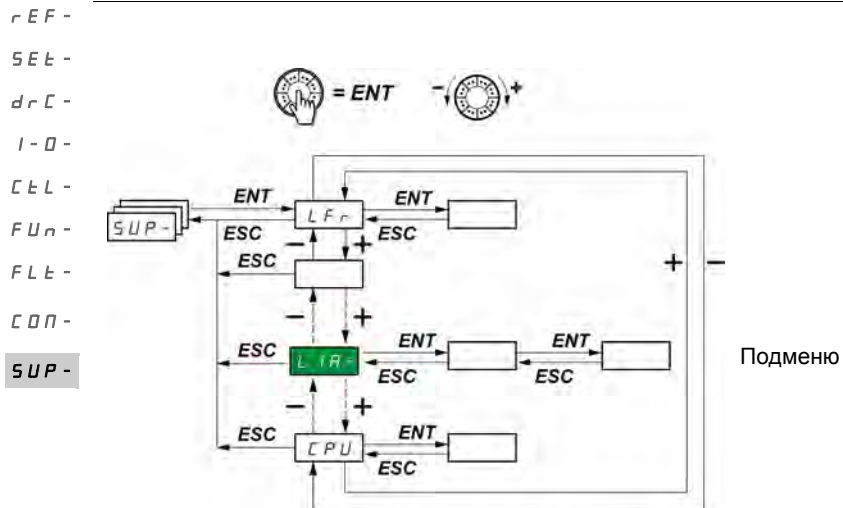 rEF-
SEt-
drC-
I-O-
CtL-
FUn-
FLt-
COΠ-
SUP-
= ENT
- +
SUP-
ENT
ESC
LFr
ENT
ESC
- +
ESC
+ -
- +
ESC
LIA-
ENT
ESC
ENT
ESC
Подменю
- +
ESC
CPU
ENT
ESC